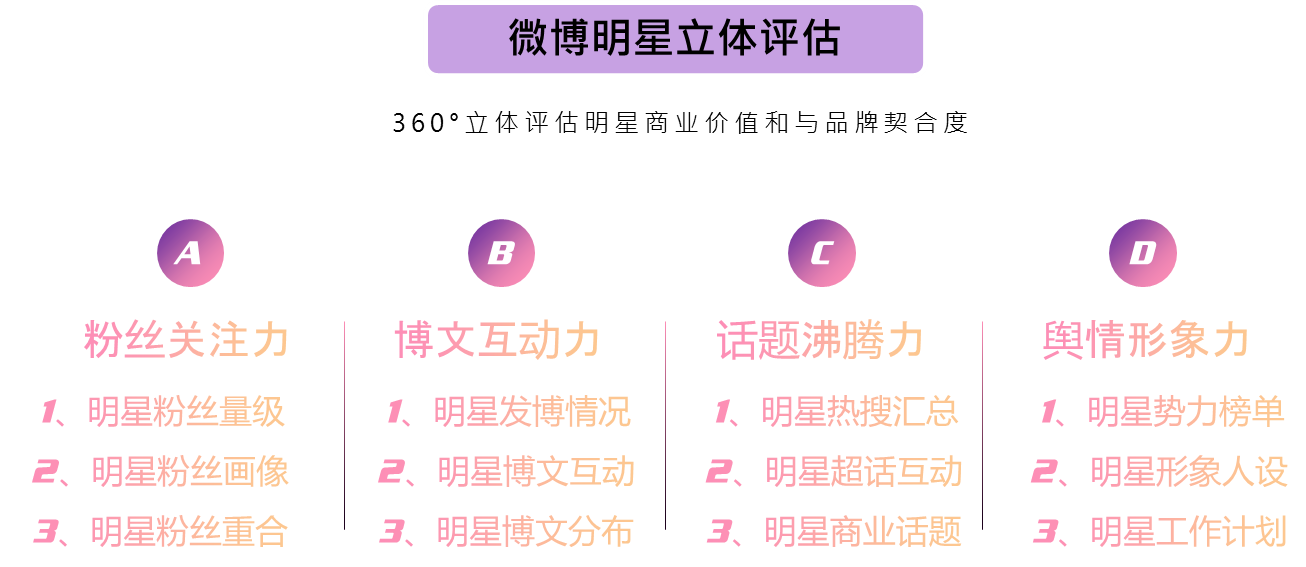 微博明星立体评估
360°立体评估明星商业价值和与品牌契合度
A
粉丝关注力
1、明星粉丝量级
2、明星粉丝画像
3、明星粉丝重合
B
博文互动力
1、明星发博情况
2、明星博文互动
3、明星博文分布
C
话题沸腾力
1、明星热搜汇总
2、明星超话互动
3、明星商业话题
D
舆情形象力
1、明星势力榜单
2、明星形象人设
3、明星工作计划